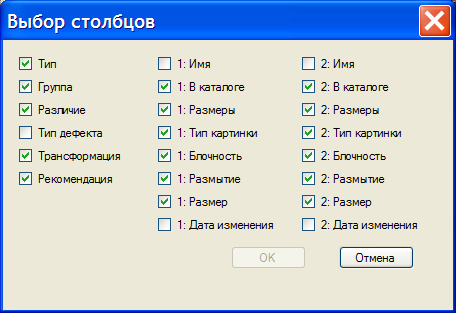 Выбор столбцов
Тип
1: Имя
2: Имя
Группа
1: В каталоге
2: В каталоге
Различие
1: Размеры
2: Размеры
Тип дефекта
1: Тип картинки
2: Тип картинки
Трансформация
1: Блочность
2: Блочность
Рекомендация
1: Размытие
2: Размытие
1: Размер
2: Размер
1: Дата изменения
2: Дата изменения
OK
Отмена